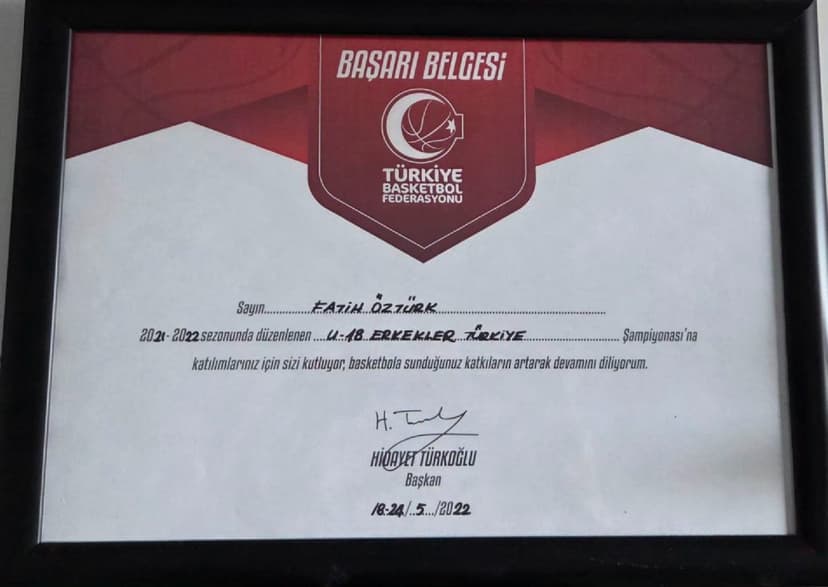 BAŞARI BELGESİ
TÜRKİYE
BASKETBOL
FEDERASYONU
Sayın.......FATİH ÖZTÜRK.......
2021-2022 sezonunda düzenlenen ...U-18 ERKEKLER TÜRKİYE....... Şampiyonası'na
katılımlarınız için sizi kutluyor, basketbola sunduğunuz katkıların artarak devamını diliyorum.
H. Tu
HİDAYET TÜRKOĞLU
Başkan
18-24/..5.../2022